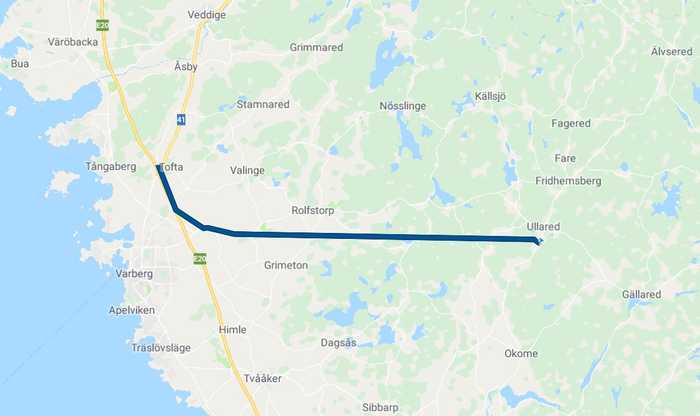 Veddige
E20
Väröbacka
Grimmared
Älvsered
Bua
Åsby
Källsjö
Stamnared
Nösslinge
41
Fagered
Tångaberg
Tofta
Valinge
Fare
Fridhemsberg
Rolfstorp
Ullared
E20
Grimeton
Varberg
Gällared
Apelviken
Himle
Dagsås
Träslövsläge
Okome
Tvååker
Sibbarp